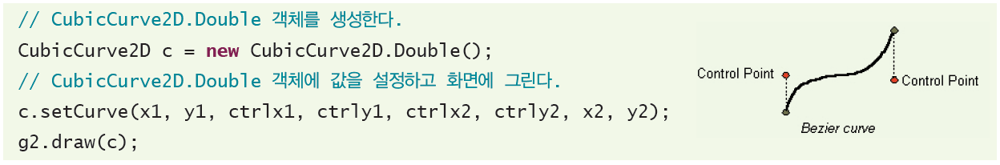 // CubicCurve2D.Double 객체를 생성한다.
CubicCurve2D c = new CubicCurve2D.Double();
// CubicCurve2D.Double 객체에 값을 설정하고 화면에 그린다.
c.setCurve(x1, y1, ctrlx1, ctrly1, ctrlx2, ctrly2, x2, y2);
g2.draw(c);
Control Point
Control Point
Bezier curve